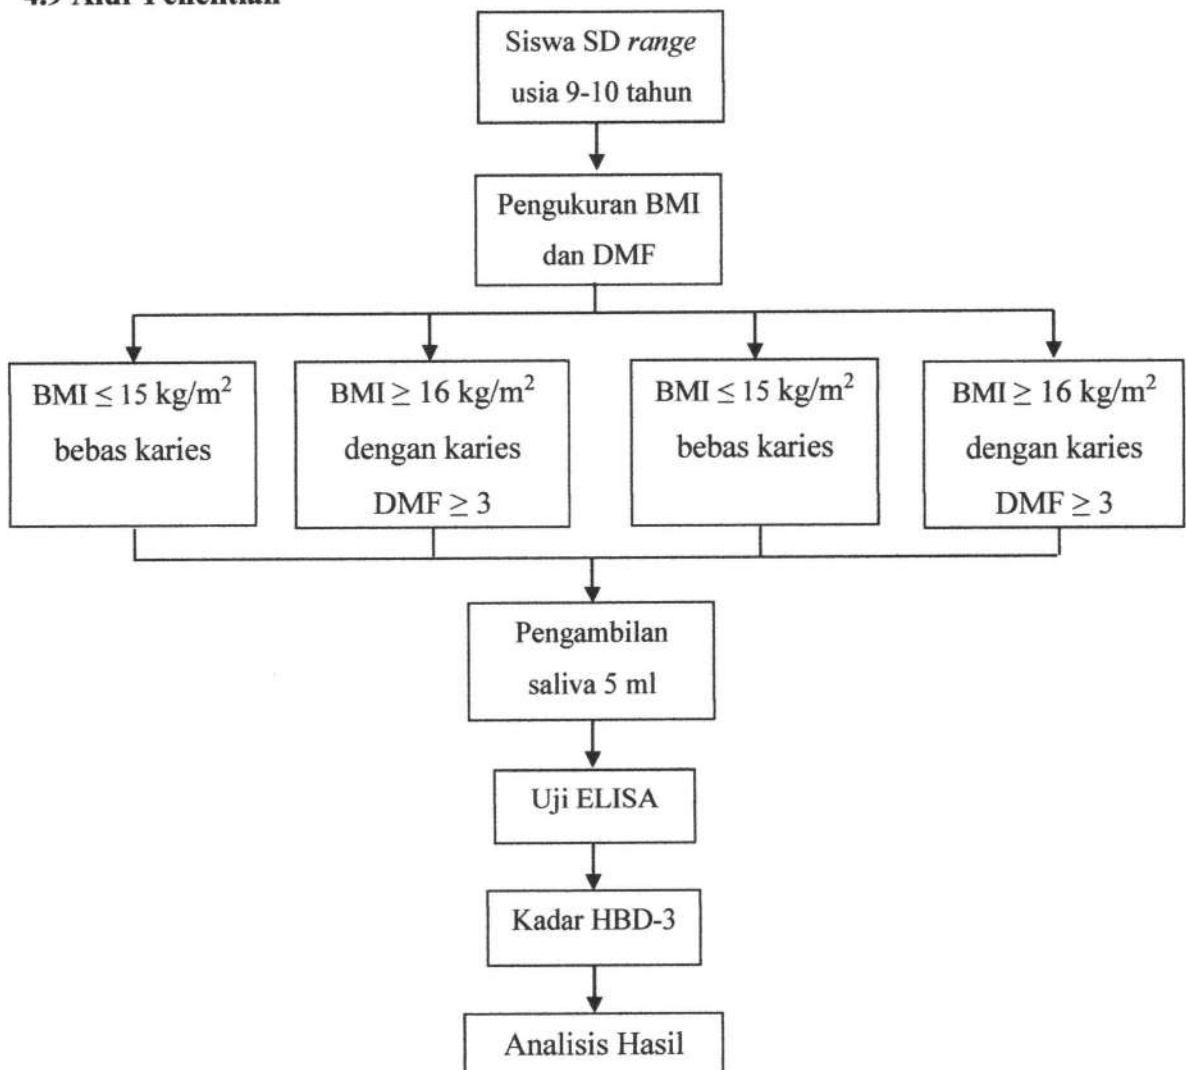 Siswa SD range
usia 9-10 tahun
Pengukuran BMI
dan DMF
BMI ≤ 15 kg/m²
bebas karies
BMI ≥ 16 kg/m²
dengan karies
DMF ≥ 3
BMI ≤ 15 kg/m²
bebas karies
BMI ≥ 16 kg/m²
dengan karies
DMF ≥ 3
Pengambilan
saliva 5 ml
Uji ELISA
Kadar HBD-3
Analisis Hasil